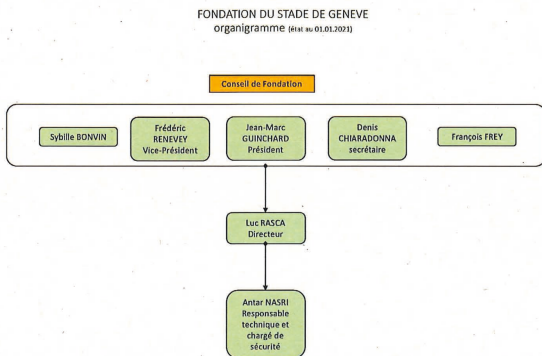 FONDATION DU STADE DE GENEVE
organigramme (état au 01.01.2021)
Conseil de Fondation
Sybille BONVIN
Frédéric
RENEVEY
Vice-Président
Jean-Marc
GUINCHARD
Président
Denis
CHIARADONNA
secrétaire
François FREY
Luc RASCA
Directeur
Antar NASRI
Responsable
technique et
chargé de
sécurité